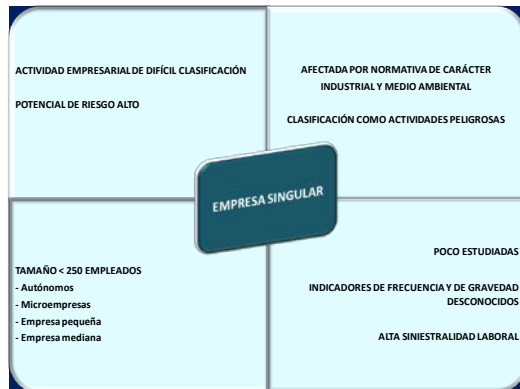 ACTIVIDAD EMPRESARIAL DE DIFÍCIL CLASIFICACIÓN
POTENCIAL DE RIESGO ALTO
AFECTADA POR NORMATIVA DE CARÁCTER
INDUSTRIAL Y MEDIO AMBIENTAL
CLASIFICACIÓN COMO ACTIVIDADES PELIGROSAS
EMPRESA SINGULAR
TAMAÑO < 250 EMPLEADOS
- Autónomos
- Microempresas
- Empresa pequeña
- Empresa mediana
POCO ESTUDIADAS
INDICADORES DE FRECUENCIA Y DE GRAVEDAD
DESCONOCIDOS
ALTA SINIESTRALIDAD LABORAL